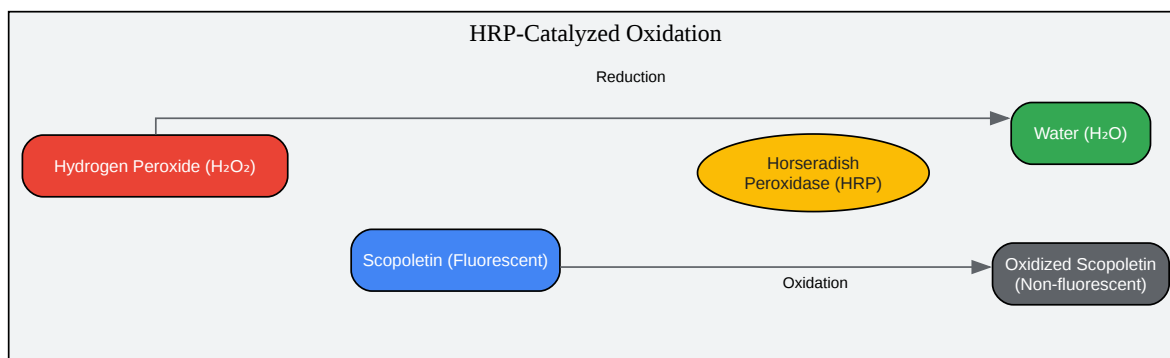 HRP-Catalyzed Oxidation
Reduction
Hydrogen Peroxide (H₂O₂)
Water (H₂O)
Horseradish
Peroxidase (HRP)
Scopoletin (Fluorescent)
Oxidation
Oxidized Scopoletin
(Non-fluorescent)